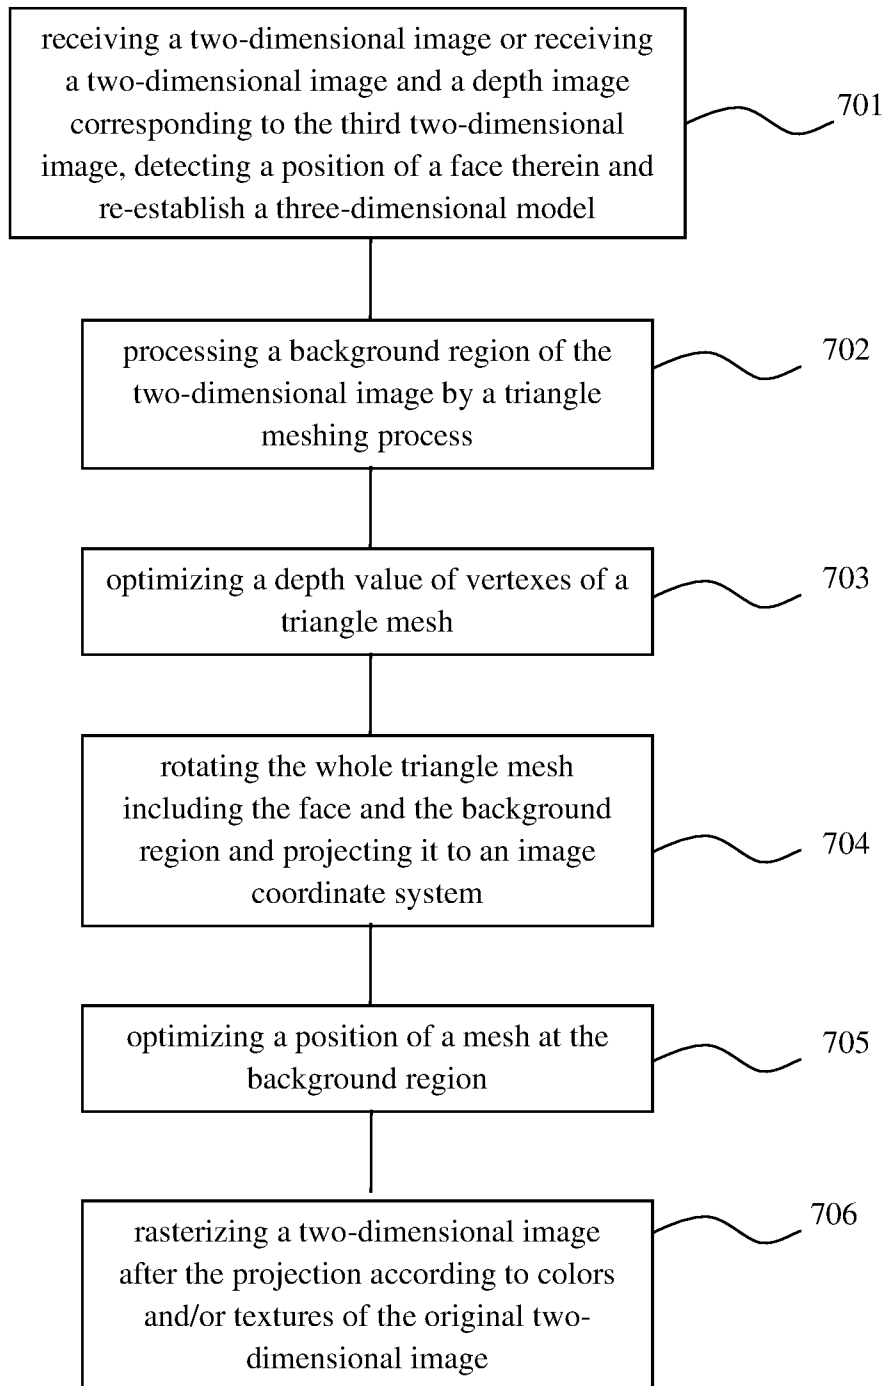 receiving a two-dimensional image or receiving
a two-dimensional image and a depth image
corresponding to the third two-dimensional
image, detecting a position of a face therein and
re-establish a three-dimensional model
701
processing a background region of the
two-dimensional image by a triangle
meshing process
702
optimizing a depth value of vertexes of a
triangle mesh
703
rotating the whole triangle mesh
including the face and the background
region and projecting it to an image
coordinate system
704
optimizing a position of a mesh at the
background region
705
rasterizing a two-dimensional image
after the projection according to colors
and/or textures of the original two-
dimensional image
706